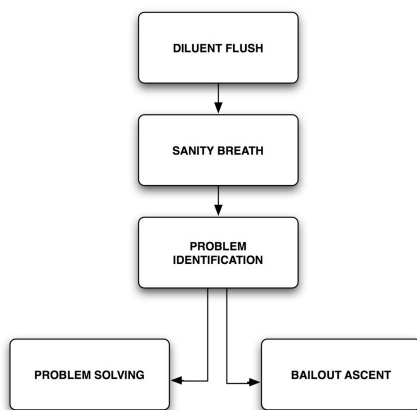 DILUENT FLUSH
SANITY BREATH
PROBLEM
IDENTIFICATION
PROBLEM SOLVING
BAILOUT ASCENT